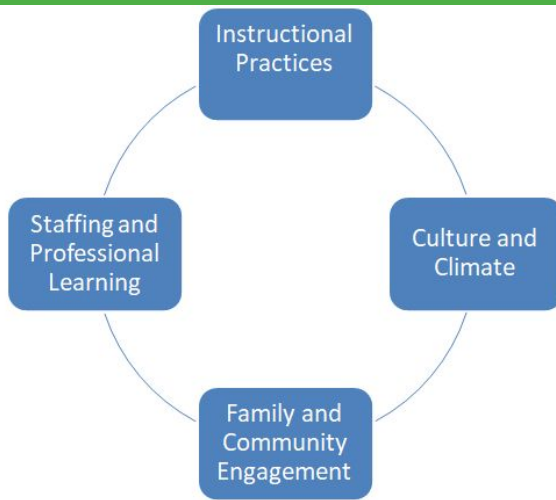 Instructional
Practices
Culture and
Climate
Family and
Community
Engagement
Staffing and
Professional
Learning